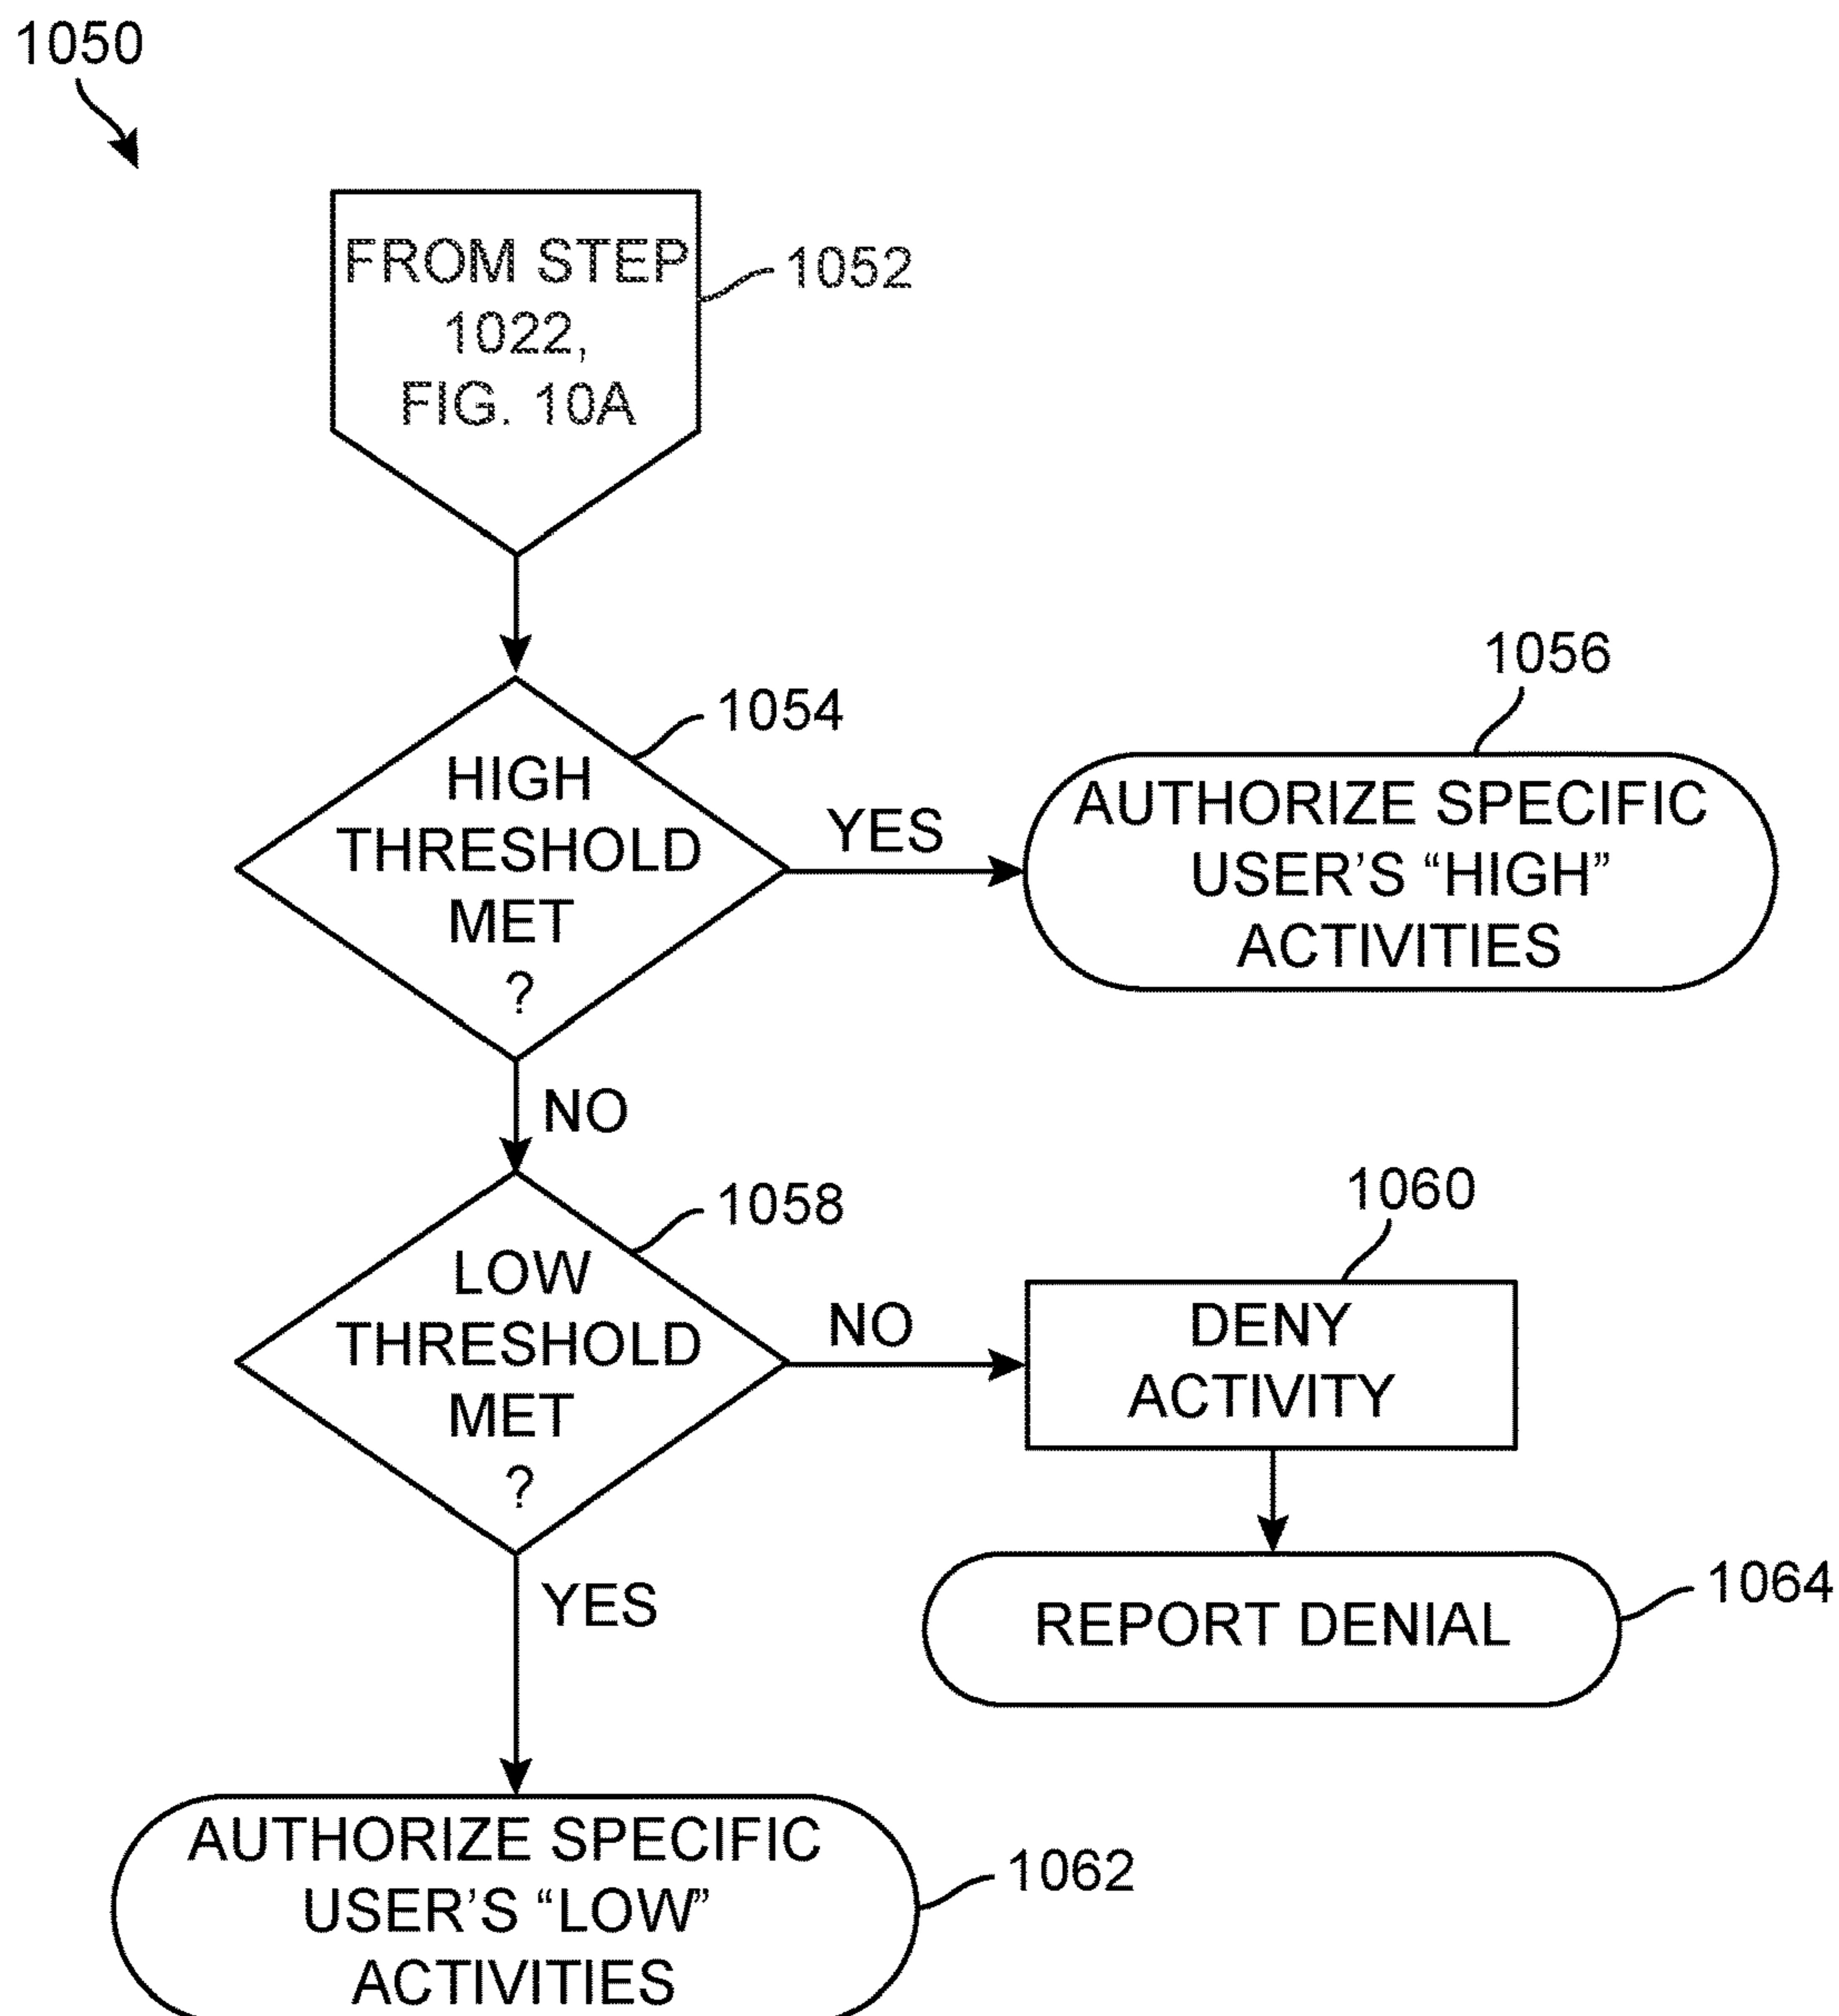 1050
FROM STEP
1022,
FIG. 10A
1052
HIGH
THRESHOLD
MET
?
1054
YES
1056
AUTHORIZE SPECIFIC
USER'S “HIGH”
ACTIVITIES
NO
LOW
THRESHOLD
MET
?
1058
NO
1060
DENY
ACTIVITY
REPORT DENIAL
1064
YES
AUTHORIZE SPECIFIC
USER'S “LOW”
ACTIVITIES
1062